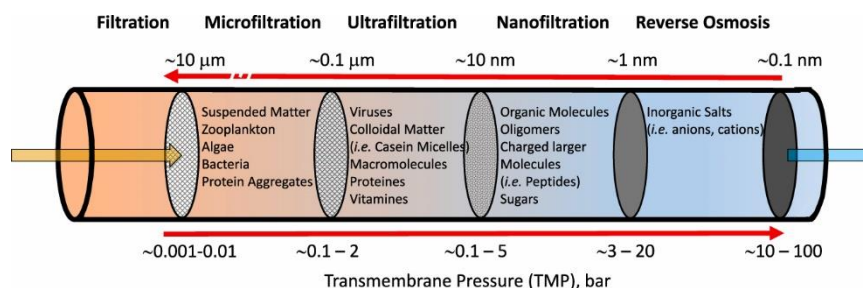 Filtration Microfiltration Ultrafiltration Nanofiltration Reverse Osmosis
~10 μm ~0.1 μm ~10 nm ~1 nm ~0.1 nm
Suspended Matter
Zooplankton
Algae
Bacteria
Protein Aggregates
Viruses
Colloidal Matter
(i.e. Casein Micelles)
Macromolecules
Proteines
Vitamines
Organic Molecules
Oligomers
Charged larger
Molecules
(i.e. Peptides)
Sugars
Inorganic Salts
(i.e. anions, cations)
~0.001-0.01 ~0.1 – 2 ~0.1 – 5 ~3 – 20 ~10 – 100
Transmembrane Pressure (TMP), bar